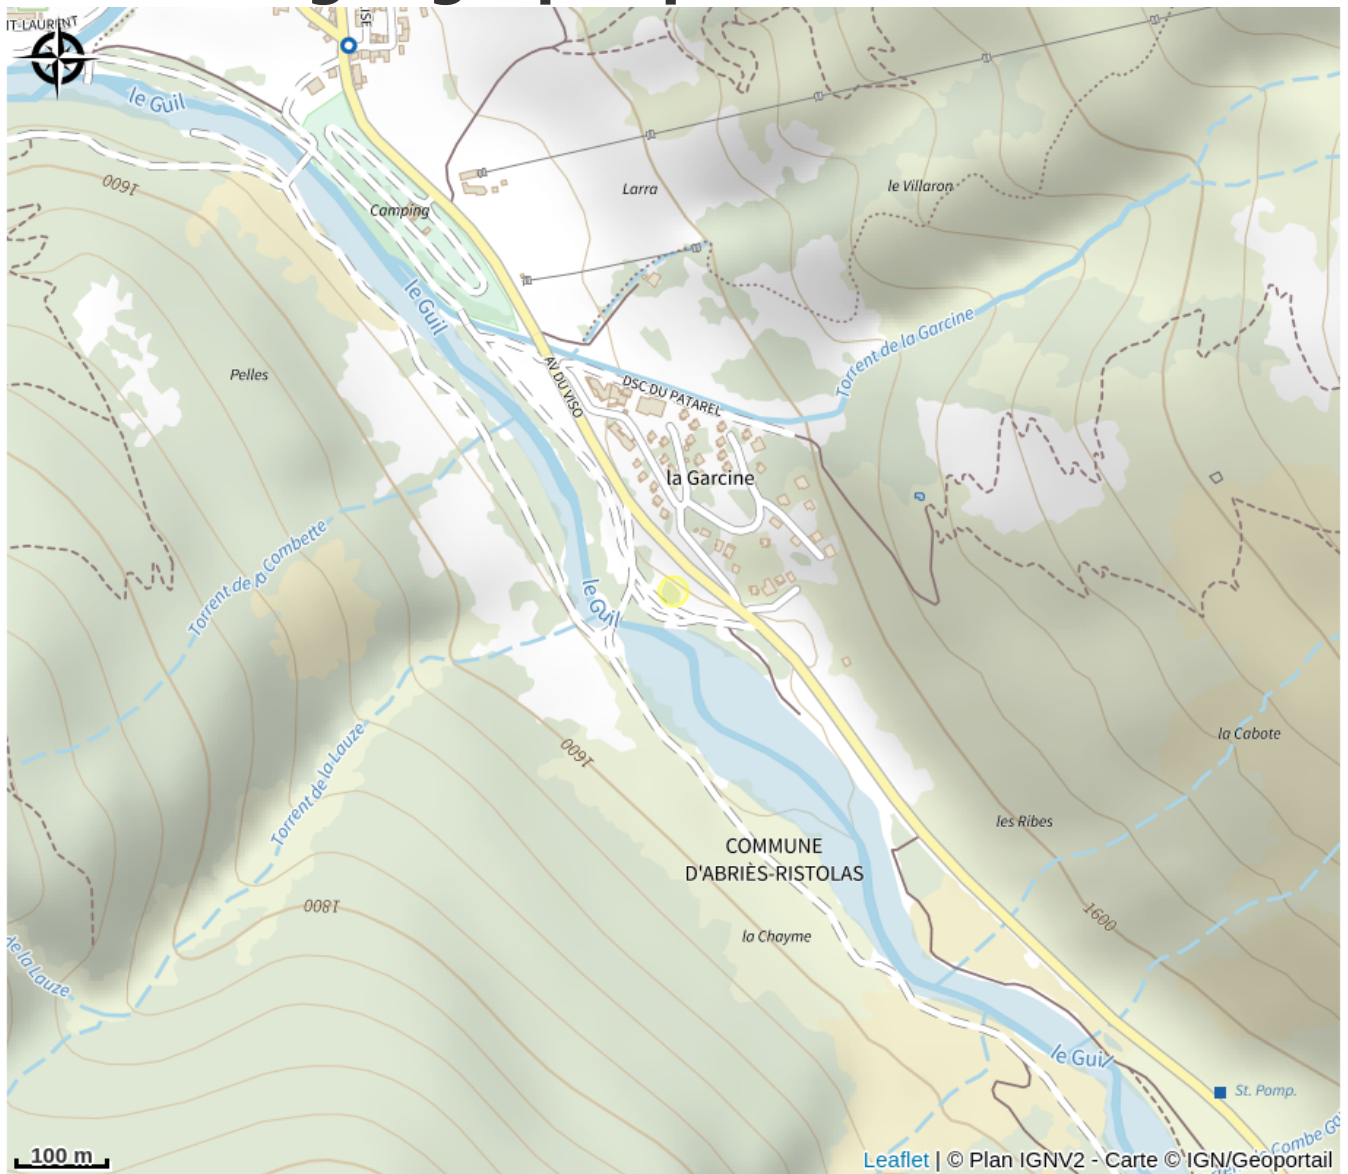 IT-LAURENT
ISE
le Guil
1600
Camping
Larra
le Villaron
le Guil
Torrent de la Garcine
Pelles
AV DU VISO
DSC DU PATAREL
la Garcine
Torrent de la Combette
le Guil
Torrent de la Lauze
1600
la Cabote
les Ribes
COMMUNE
D'ABRIÈS-RISTOLAS
1800
1600
la Chayme
de la Lauze
le Guil
St. Pomp.
100 m
Leaflet | © Plan IGNV2 - Carte © IGN/Geoportail